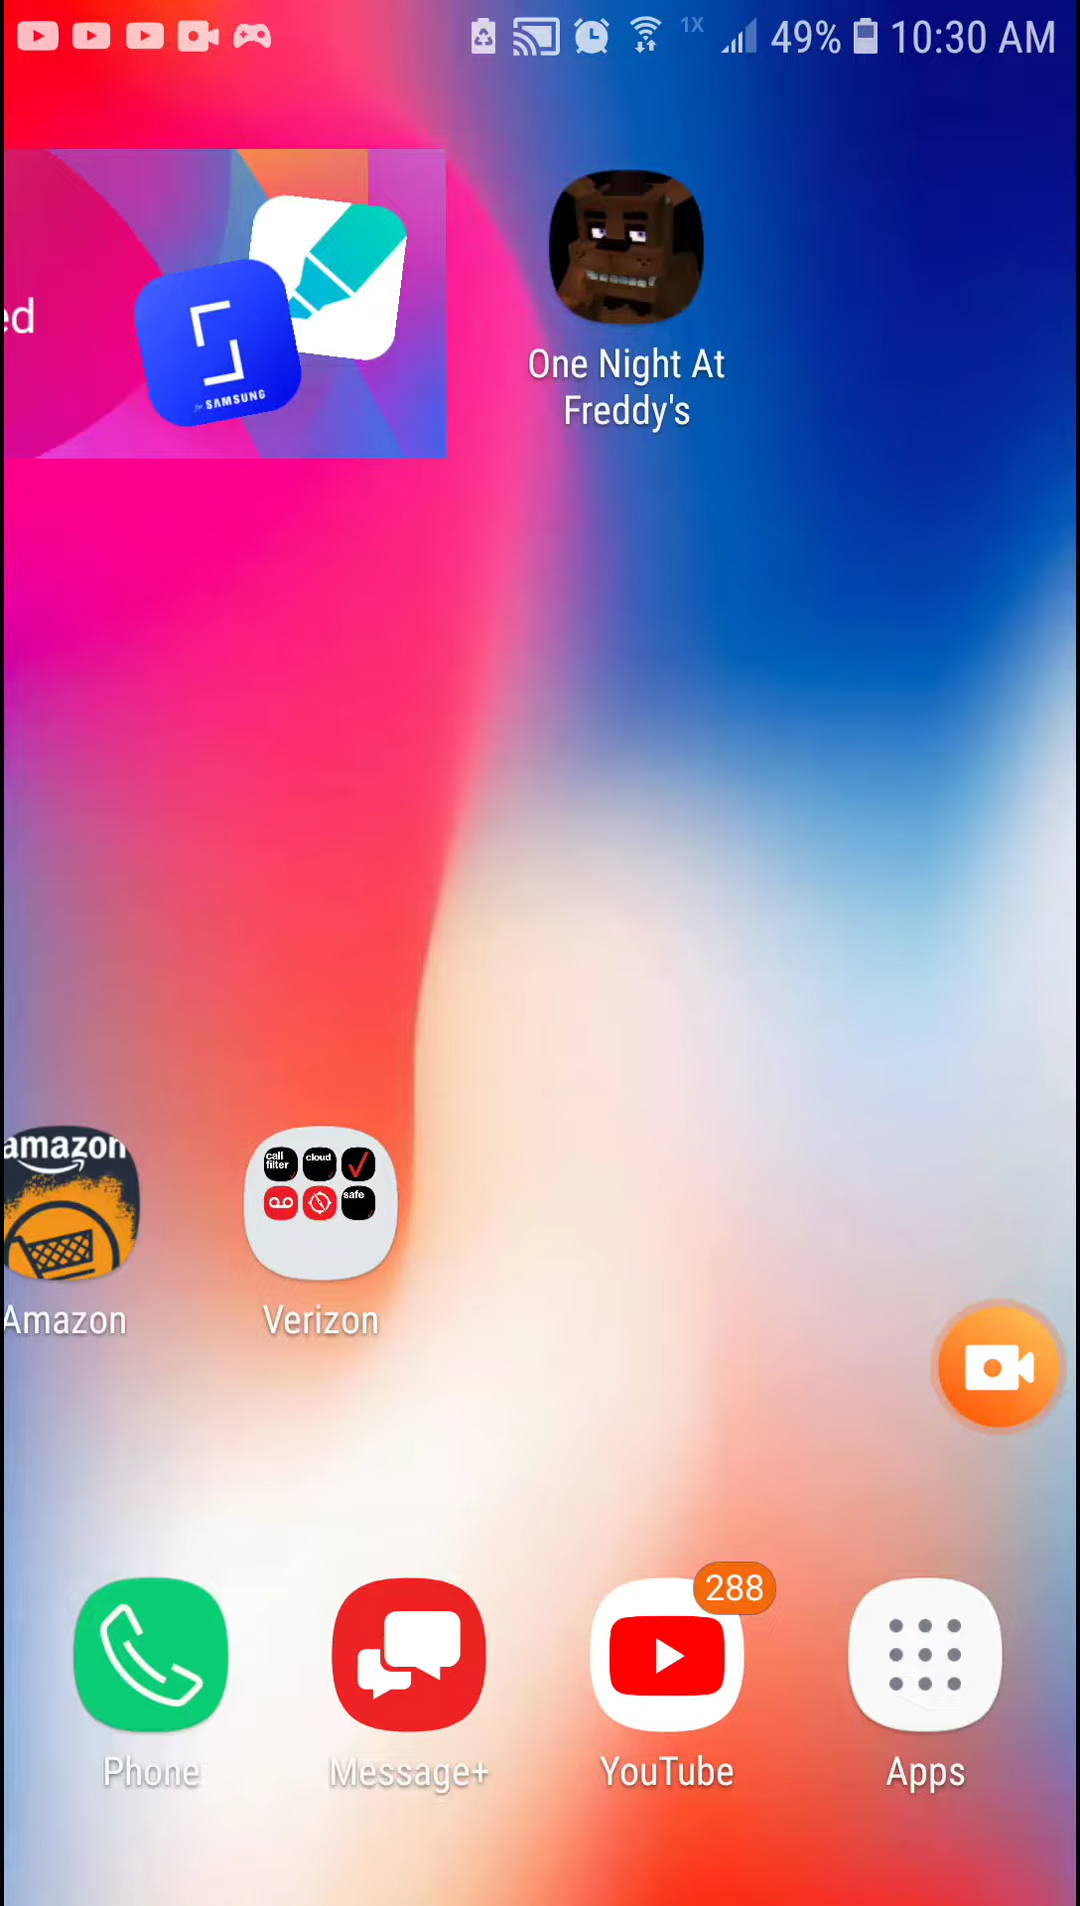 1X 49% 10:30 AM
ed
for SAMSUNG
One Night At
Freddy's
amazon
call
filter
cloud
safe
Amazon
Verizon
288
Phone
Message+
YouTube
Apps